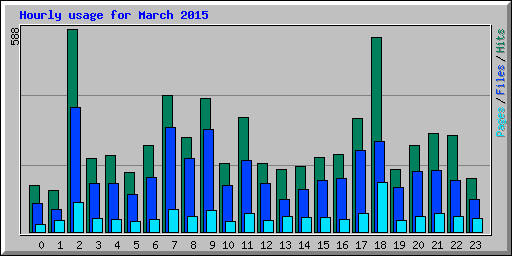 Hourly usage for March 2015
588
Pages / Files / Hits
0 1 2 3 4 5 6 7 8 9 10 11 12 13 14 15 16 17 18 19 20 21 22 23